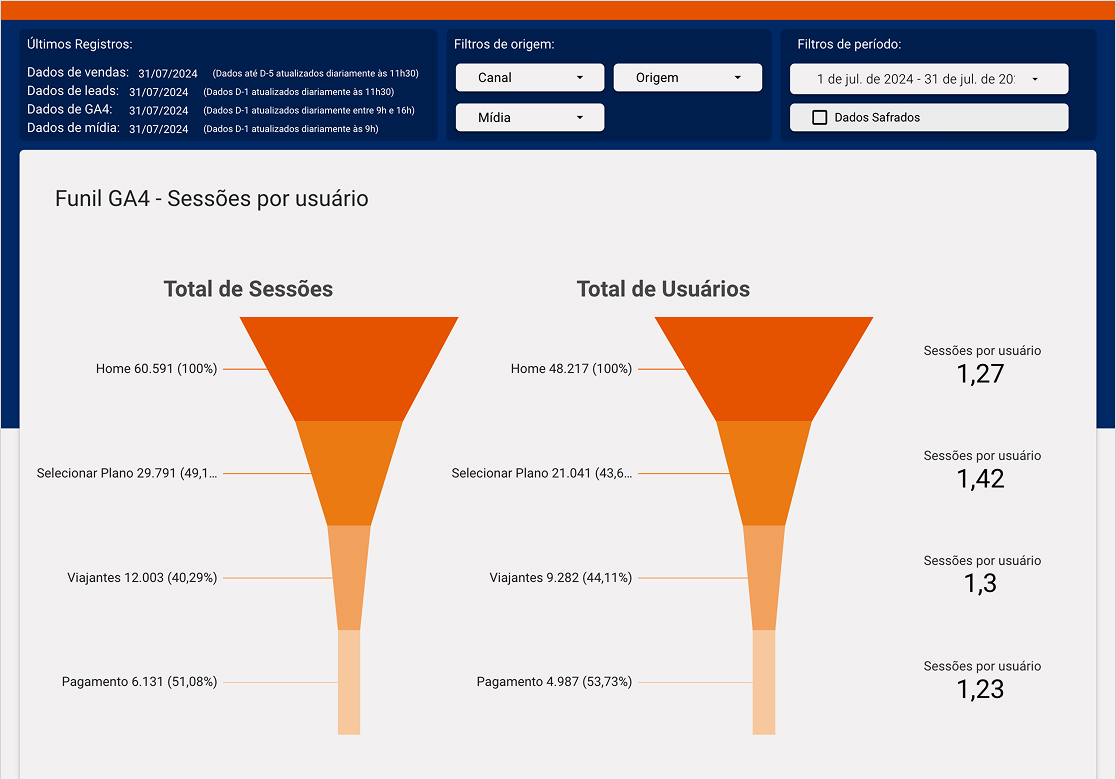 Últimos Registros:
Dados de vendas: 31/07/2024 (Dados até D-5 atualizados diariamente às 11h30)
Dados de leads: 31/07/2024 (Dados D-1 atualizados diariamente às 11h30)
Dados de GA4: 31/07/2024 (Dados D-1 atualizados diariamente entre 9h e 16h)
Dados de mídia: 31/07/2024 (Dados D-1 atualizados diariamente às 9h)
Filtros de origem:
Canal
Origem
Mídia
Filtros de período:
1 de jul. de 2024 - 31 de jul. de 20
Dados Safrados
Funil GA4 - Sessões por usuário
Total de Sessões
Home 60.591 (100%)
Selecionar Plano 29.791 (49,1...
Viajantes 12.003 (40,29%)
Pagamento 6.131 (51,08%)
Total de Usuários
Home 48.217 (100%)
Selecionar Plano 21.041 (43,6...
Viajantes 9.282 (44,11%)
Pagamento 4.987 (53,73%)
Sessões por usuário
1,27
Sessões por usuário
1,42
Sessões por usuário
1,3
Sessões por usuário
1,23